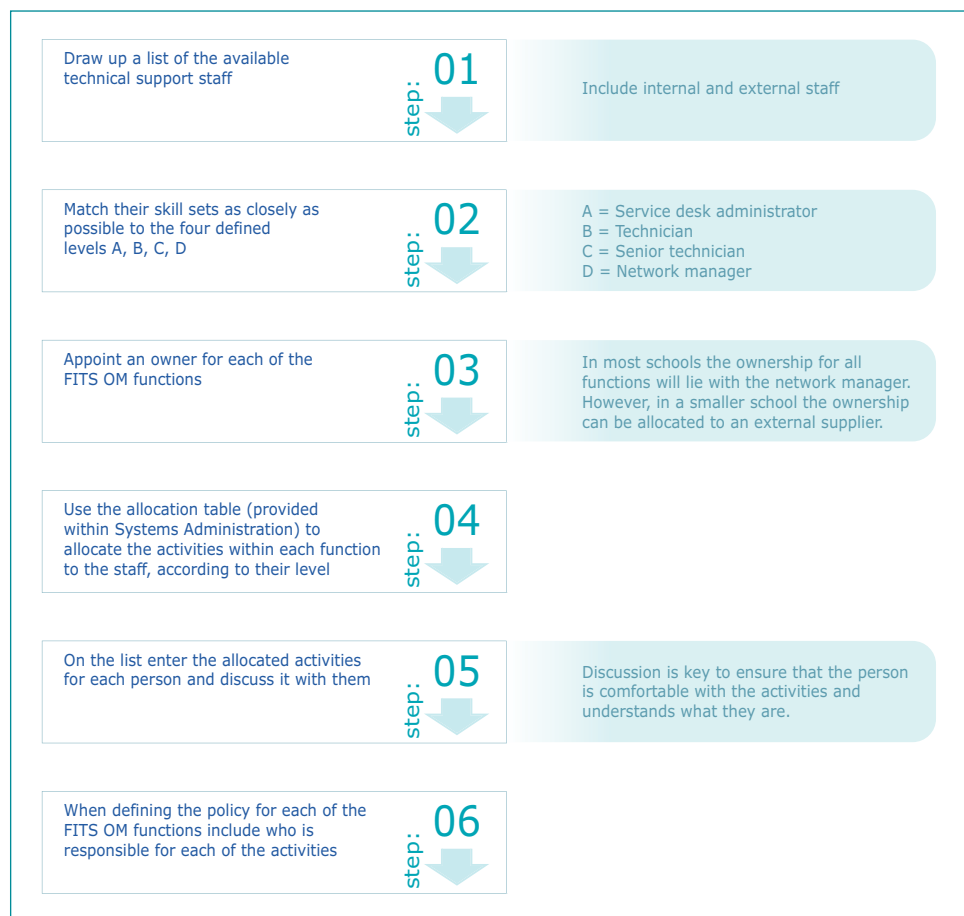 Draw up a list of the available
technical support staff
step:
01
Include internal and external staff
Match their skill sets as closely as
possible to the four defined
levels A, B, C, D
step:
02
A = Service desk administrator
B = Technician
C = Senior technician
D = Network manager
Appoint an owner for each of the
FITS OM functions
step:
03
In most schools the ownership for all
functions will lie with the network manager.
However, in a smaller school the ownership
can be allocated to an external supplier.
Use the allocation table (provided
within Systems Administration) to
allocate the activities within each function
to the staff, according to their level
step:
04
On the list enter the allocated activities
for each person and discuss it with them
step:
05
Discussion is key to ensure that the person
is comfortable with the activities and
understands what they are.
When defining the policy for each of the
FITS OM functions include who is
responsible for each of the activities
step:
06